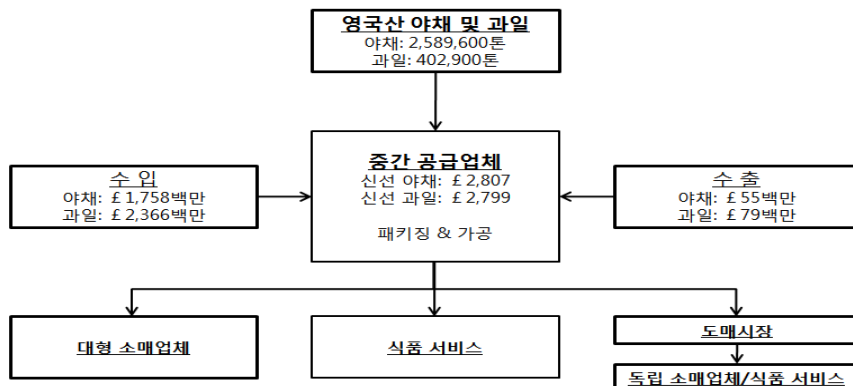 영국산 야채 및 과일
야채: 2,589,600톤
과일: 402,900톤
수 입
야채: £1,758백만
과일: £2,366백만
중간 공급업체
신선 야채: £2,807
신선 과일: £2,799
패키징 & 가공
수 출
야채: £55백만
과일: £79백만
대형 소매업체
식품 서비스
도매시장
독립 소매업체/식품 서비스